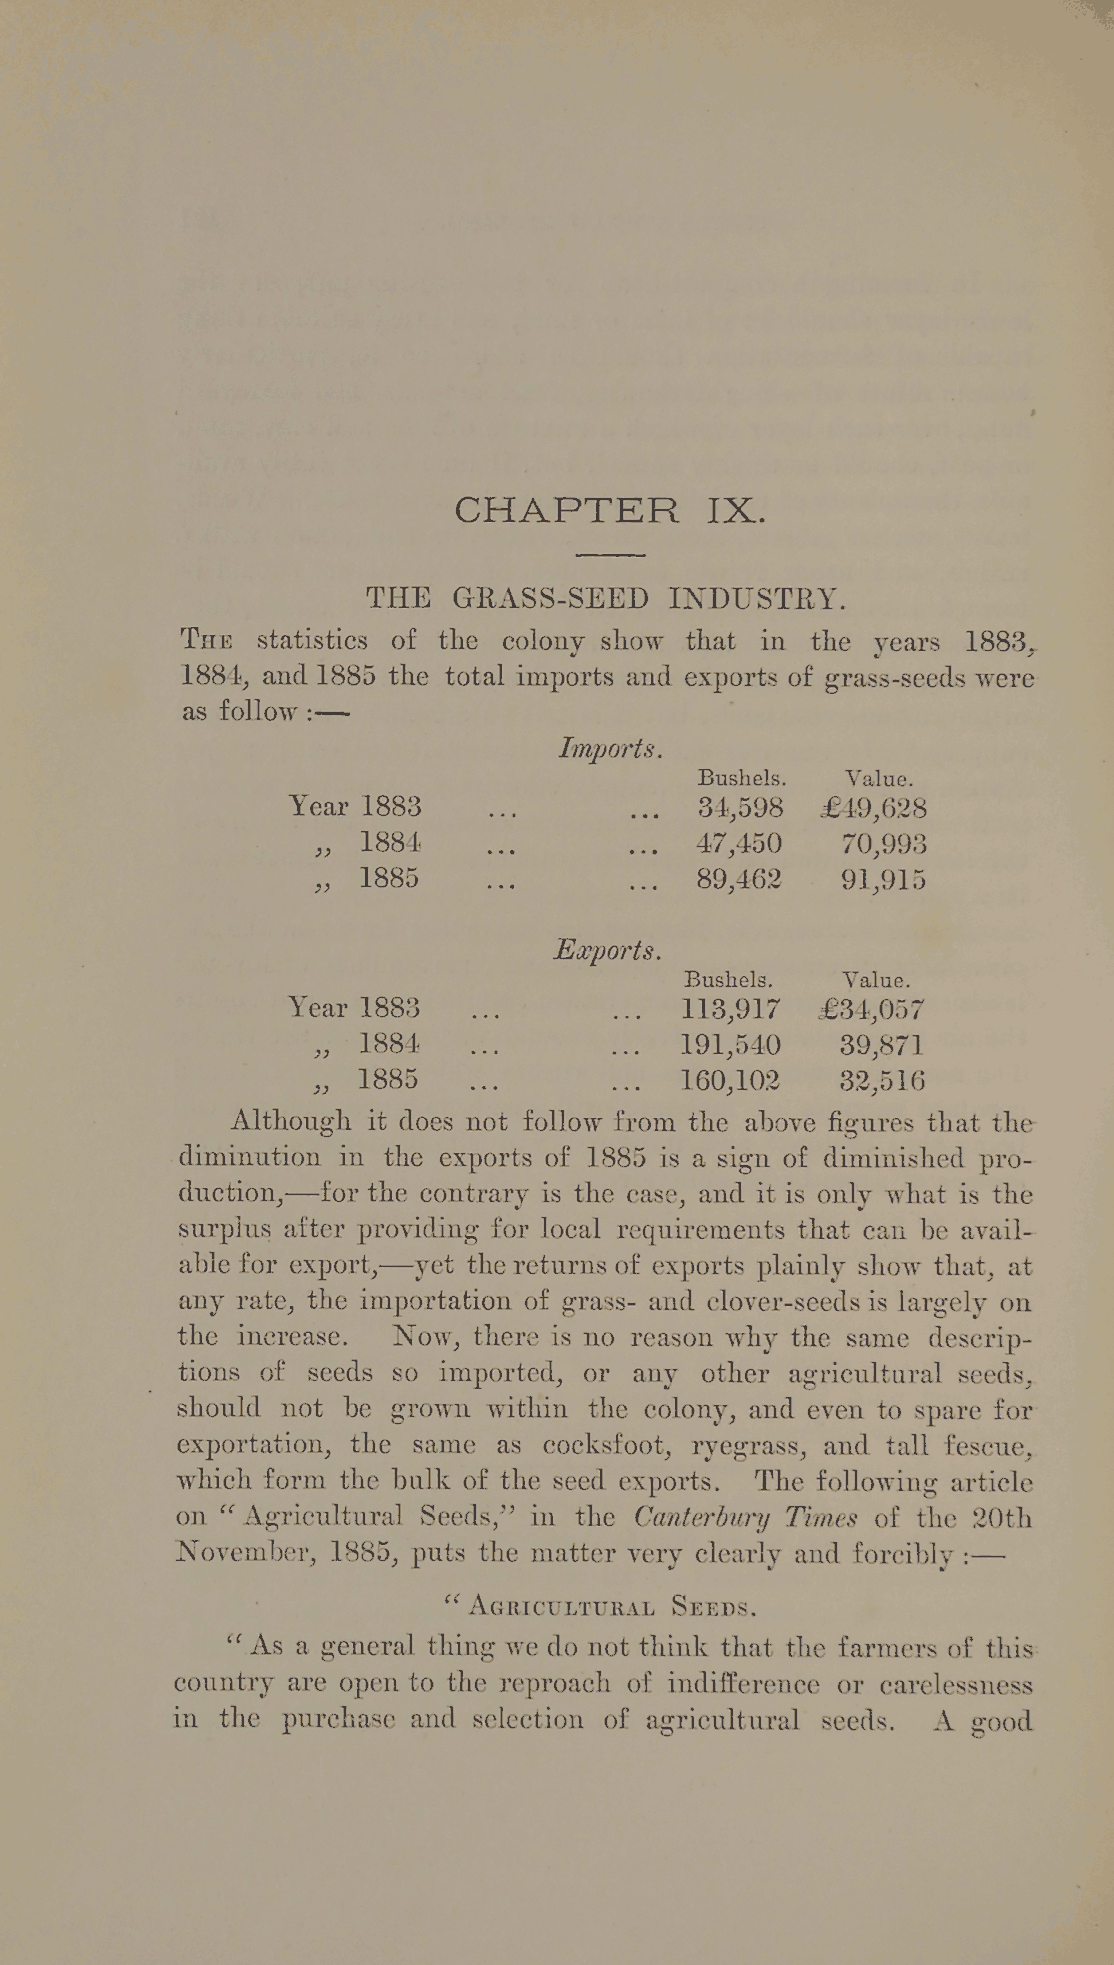 CHAPTER IX.
THE GRASS-SEED INDUSTRY.
THE statistics of the colony show that in the years 1883,
1884, and 1885 the total imports and exports of grass-seeds were
as follow :—
Imports.
Bushels. Value.
Year 1883 ... ... 34,598 £49,628
„ 1884 ... ... 47,450 70,993
„ 1885 ... ... 89,462 91,915
Exports.
Bushels. Value.
Year 1883 ... ... 113,917 £34,057
„ 1884 ... ... 191,540 39,871
„ 1885 ... ... 160,102 32,516
Although it does not follow from the above figures that the
diminution in the exports of 1885 is a sign of diminished pro-
duction,—for the contrary is the case, and it is only what is the
surplus after providing for local requirements that can be avail-
able for export,—yet the returns of exports plainly show that, at
any rate, the importation of grass- and clover-seeds is largely on
the increase. Now, there is no reason why the same descrip-
tions of seeds so imported, or any other agricultural seeds,
should not be grown within the colony, and even to spare for
exportation, the same as cocksfoot, ryegrass, and tall fescue,
which form the bulk of the seed exports. The following article
on “ Agricultural Seeds,” in the Canterbury Times of the 20th
November, 1885, puts the matter very clearly and forcibly :—
“ AGRICULTURAL SEEDS.
“ As a general thing we do not think that the farmers of this
country are open to the reproach of indifference or carelessness
in the purchase and selection of agricultural seeds. A good